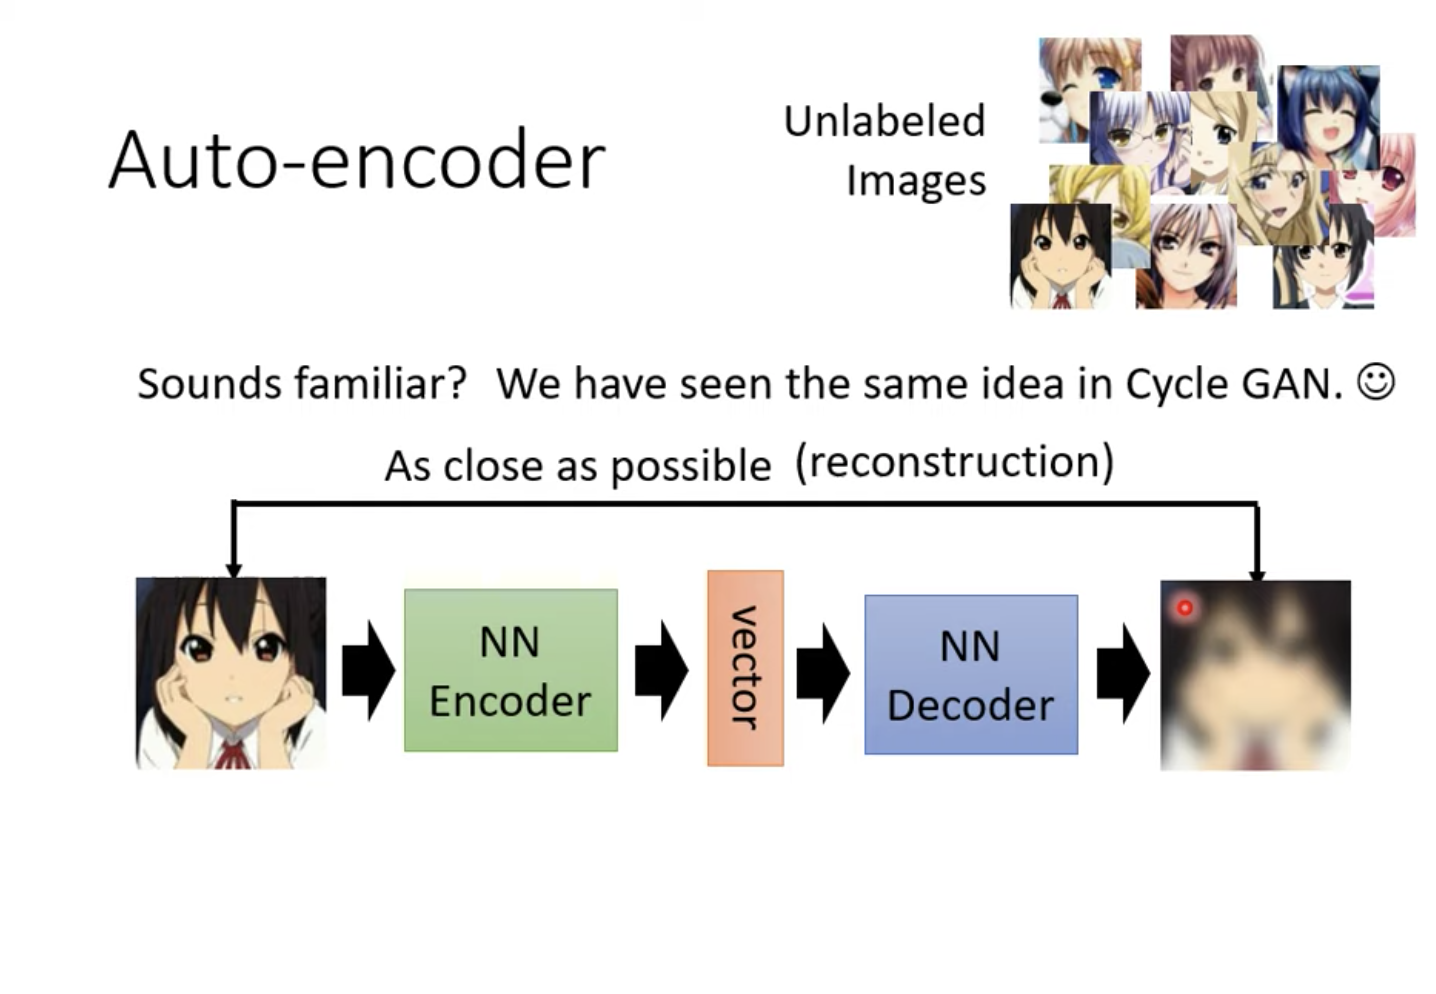 Auto-encoder
Unlabeled
Images
Sounds familiar? We have seen the same idea in Cycle GAN. ☺
As close as possible (reconstruction)
NN
Encoder
vector
NN
Decoder